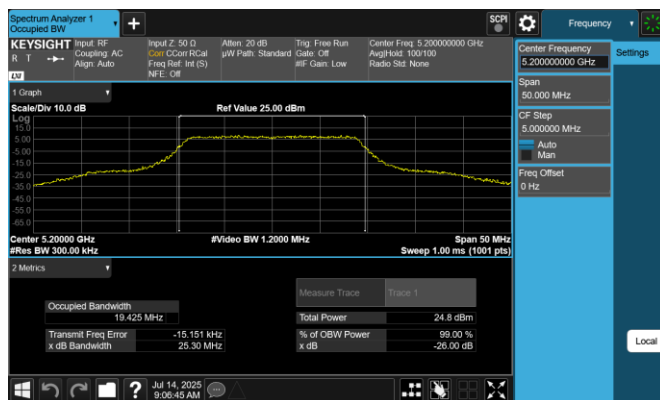 Spectrum Analyzer 1
Occupied BW
SCPI
Frequency
KEYSIGHT
R T
LXI
Input: RF
Coupling: AC
Align: Auto
Input Z: 50 Ω
Corr CCorr RCal
Freq Ref: Int (S)
NFE: Off
Atten: 20 dB
µW Path: Standard
Trig: Free Run
Gate: Off
#IF Gain: Low
Center Freq: 5.200000000 GHz
Avg|Hold: 100/100
Radio Std: None
Center Frequency
5.200000000 GHz
Settings
Span
50.000 MHz
CF Step
5.000000 MHz
Auto
Man
Freq Offset
0 Hz
Local
1 Graph
Scale/Div 10.0 dB
Ref Value 25.00 dBm
Log
15.0
5.00
-5.00
-15.0
-25.0
-35.0
-45.0
-55.0
-65.0
Center 5.20000 GHz
#Video BW 1.2000 MHz
Span 50 MHz
#Res BW 300.00 kHz
Sweep 1.00 ms (1001 pts)
2 Metrics
Measure Trace Trace 1
Occupied Bandwidth
19.425 MHz
Total Power 24.8 dBm
Transmit Freq Error -15.151 kHz
% of OBW Power 99.00 %
x dB Bandwidth 25.30 MHz
x dB -26.00 dB
Jul 14, 2025
9:06:45 AM